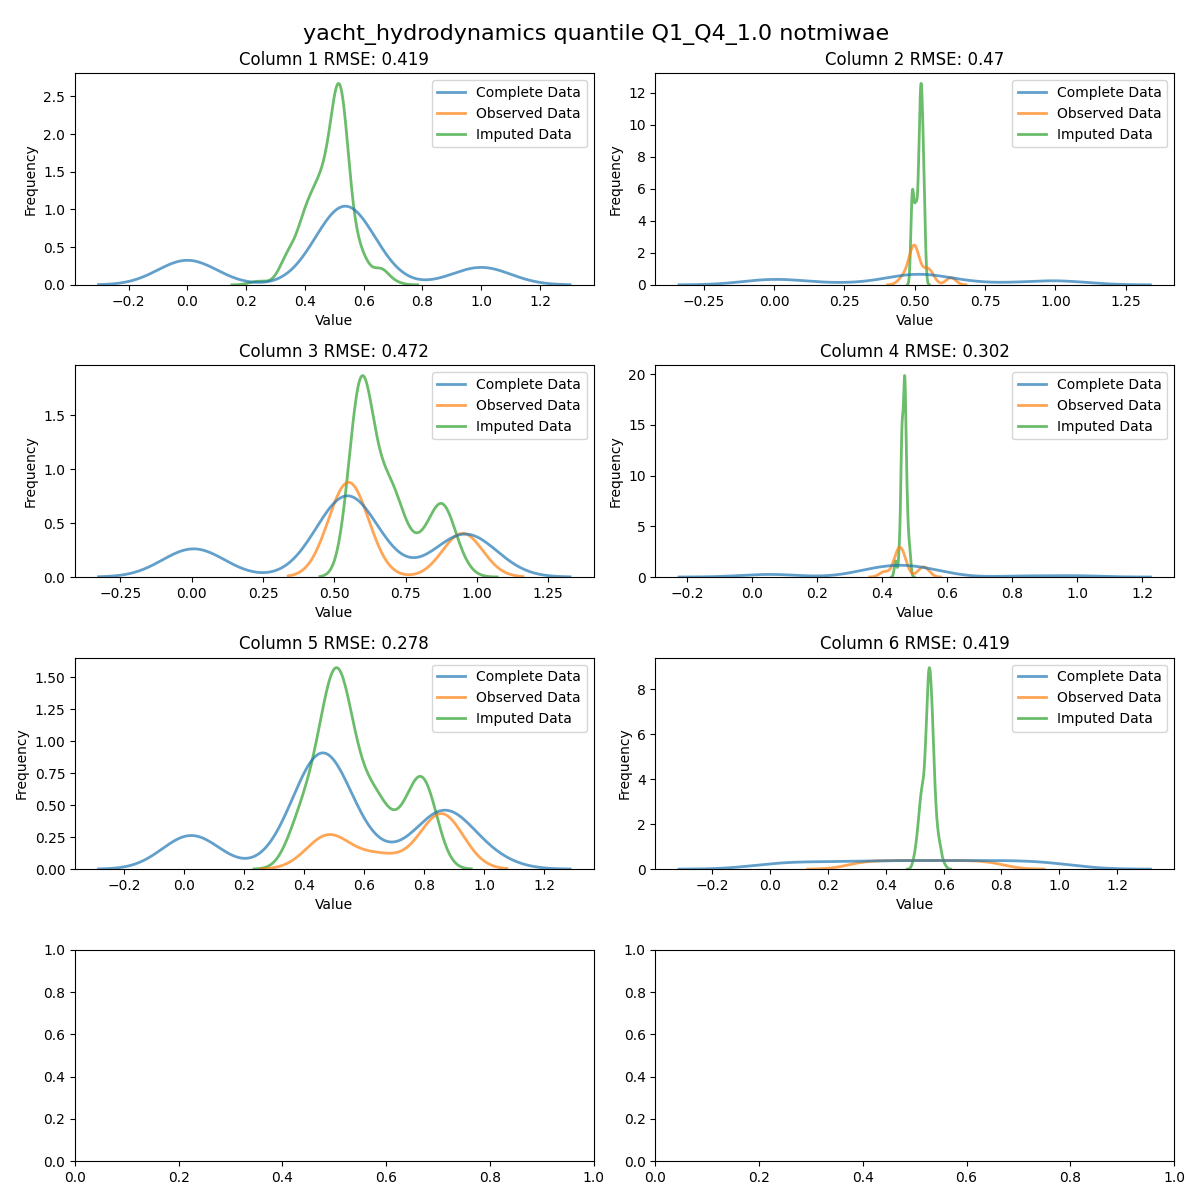 yacht_hydrodynamics quantile Q1_Q4_1.0 notmiwae
Column 1 RMSE: 0.419
Frequency
2.5
2.0
1.5
1.0
0.5
0.0
Complete Data
Observed Data
Imputed Data
−0.2 0.0 0.2 0.4 0.6 0.8 1.0 1.2
Value
Column 2 RMSE: 0.47
Frequency
12
10
8
6
4
2
0
Complete Data
Observed Data
Imputed Data
−0.25 0.00 0.25 0.50 0.75 1.00 1.25
Value
Column 3 RMSE: 0.472
Frequency
1.5
1.0
0.5
0.0
Complete Data
Observed Data
Imputed Data
−0.25 0.00 0.25 0.50 0.75 1.00 1.25
Value
Column 4 RMSE: 0.302
Frequency
20
15
10
5
0
Complete Data
Observed Data
Imputed Data
−0.2 0.0 0.2 0.4 0.6 0.8 1.0 1.2
Value
Column 5 RMSE: 0.278
Frequency
1.50
1.25
1.00
0.75
0.50
0.25
0.00
Complete Data
Observed Data
Imputed Data
−0.2 0.0 0.2 0.4 0.6 0.8 1.0 1.2
Value
Column 6 RMSE: 0.419
Frequency
8
6
4
2
0
Complete Data
Observed Data
Imputed Data
−0.2 0.0 0.2 0.4 0.6 0.8 1.0 1.2
Value
1.0
0.8
0.6
0.4
0.2
0.0
0.0 0.2 0.4 0.6 0.8 1.0
1.0
0.8
0.6
0.4
0.2
0.0
0.0 0.2 0.4 0.6 0.8 1.0